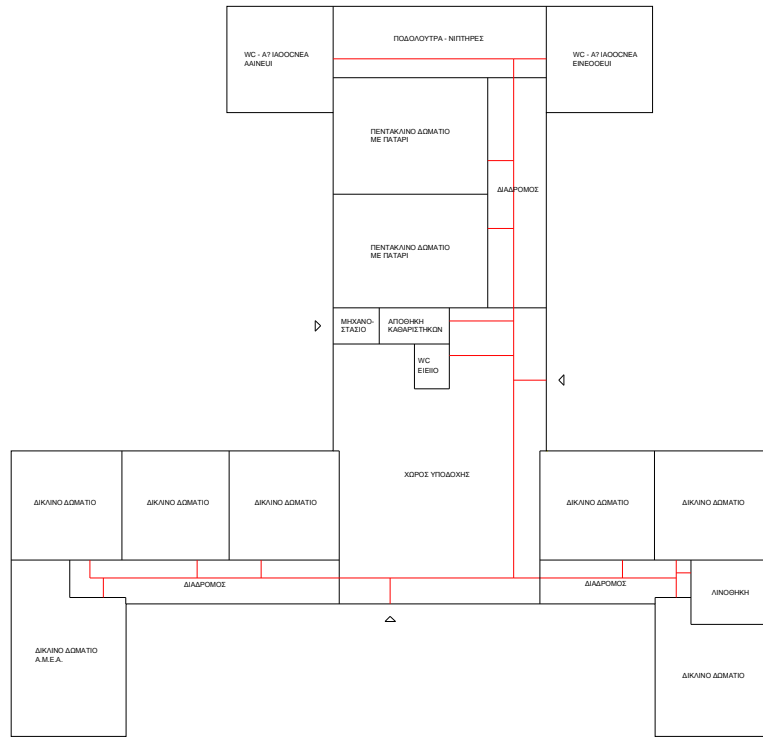 ΠΟΔΟΛΟΥΤΡΑ - ΝΙΠΤΗΡΕΣ
WC - A? IAOOCNEA
AAINEUI
WC - A? IAOOCNEA
EINEOOEUI
ΠΕΝΤΑΚΛΙΝΟ ΔΩΜΑΤΙΟ
ΜΕ ΠΑΤΑΡΙ
ΔΙΑΔΡΟΜΟΣ
ΠΕΝΤΑΚΛΙΝΟ ΔΩΜΑΤΙΟ
ΜΕ ΠΑΤΑΡΙ
ΜΗΧΑΝΟ-
ΣΤΑΣΙΟ
ΑΠΟΘΗΚΗ
ΚΑΘΑΡΙΣΤΗΚΩΝ
WC
EIEIIO
ΧΩΡΟΣ ΥΠΟΔΟΧΗΣ
ΔΙΚΛΙΝΟ ΔΩΜΑΤΙΟ
ΔΙΚΛΙΝΟ ΔΩΜΑΤΙΟ
ΔΙΚΛΙΝΟ ΔΩΜΑΤΙΟ
ΔΙΚΛΙΝΟ ΔΩΜΑΤΙΟ
ΔΙΚΛΙΝΟ ΔΩΜΑΤΙΟ
ΔΙΑΔΡΟΜΟΣ
ΔΙΑΔΡΟΜΟΣ
ΛΙΝΟΘΗΚΗ
ΔΙΚΛΙΝΟ ΔΩΜΑΤΙΟ
Α.Μ.Ε.Α.
ΔΙΚΛΙΝΟ ΔΩΜΑΤΙΟ